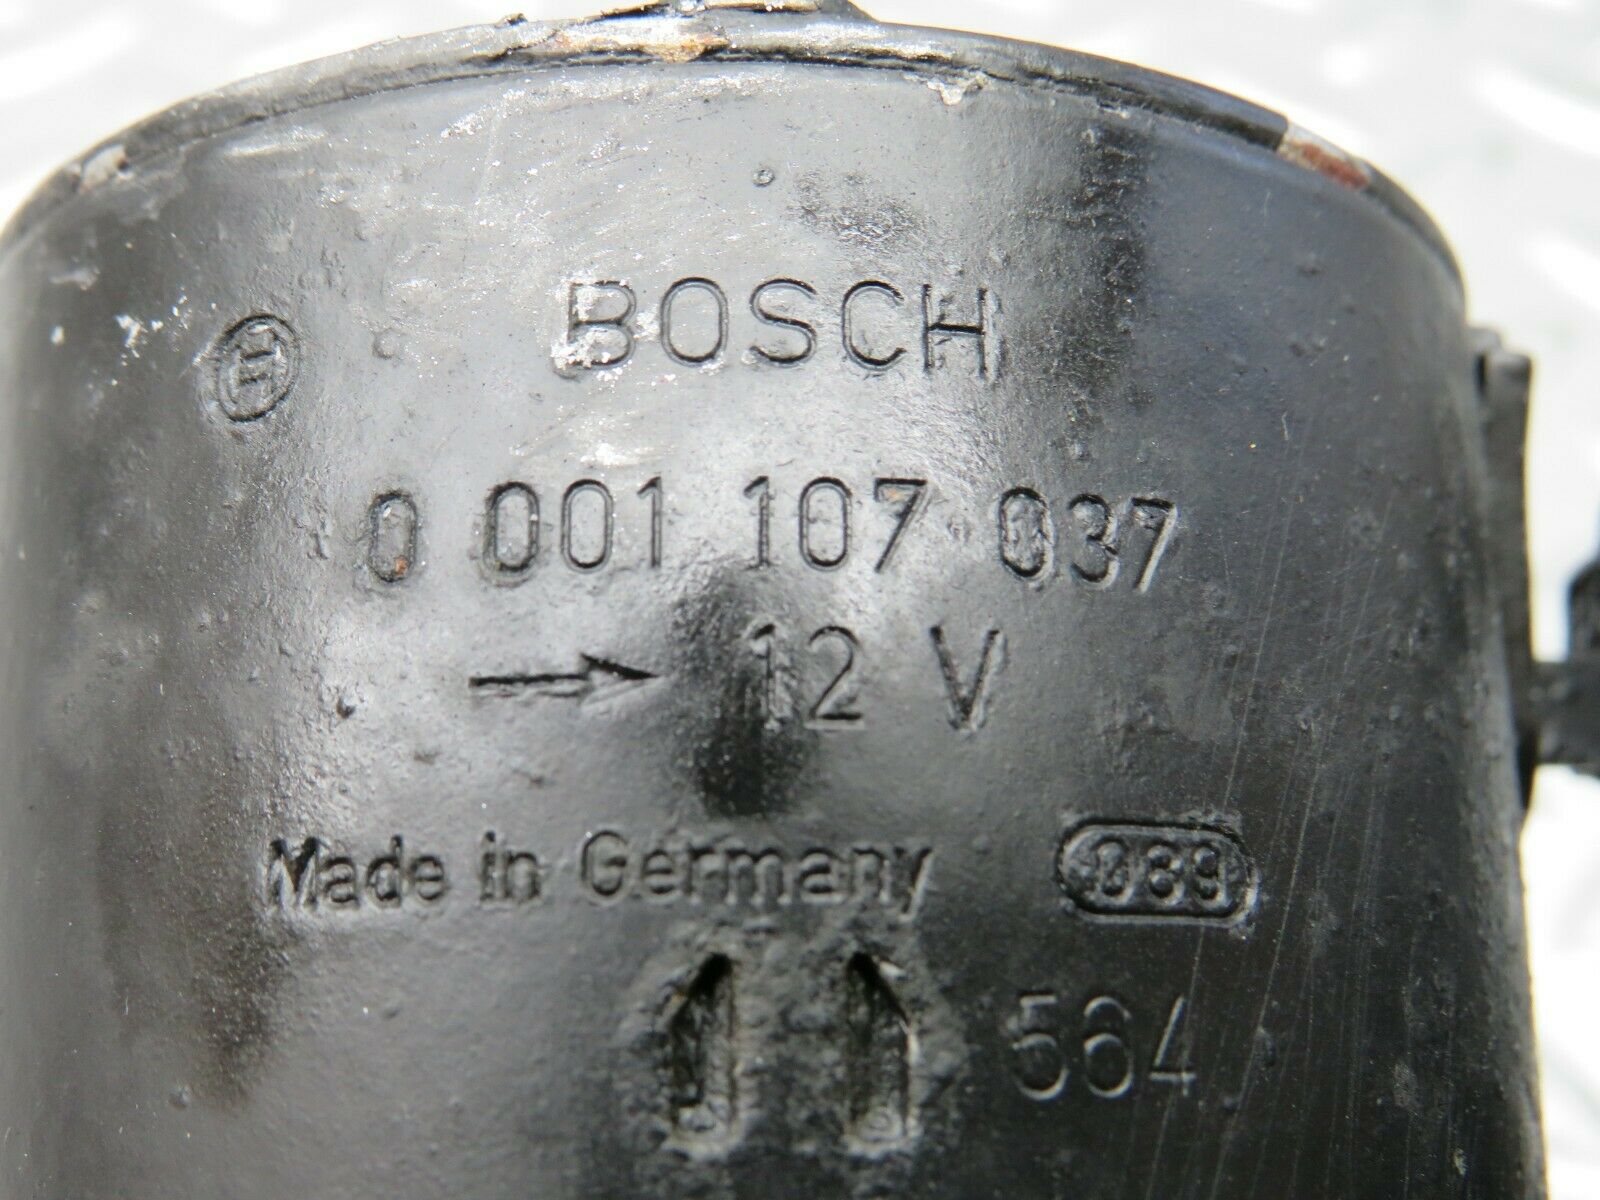 BOSCH
0 001 107 037
12 V
Made in Germany 089
564